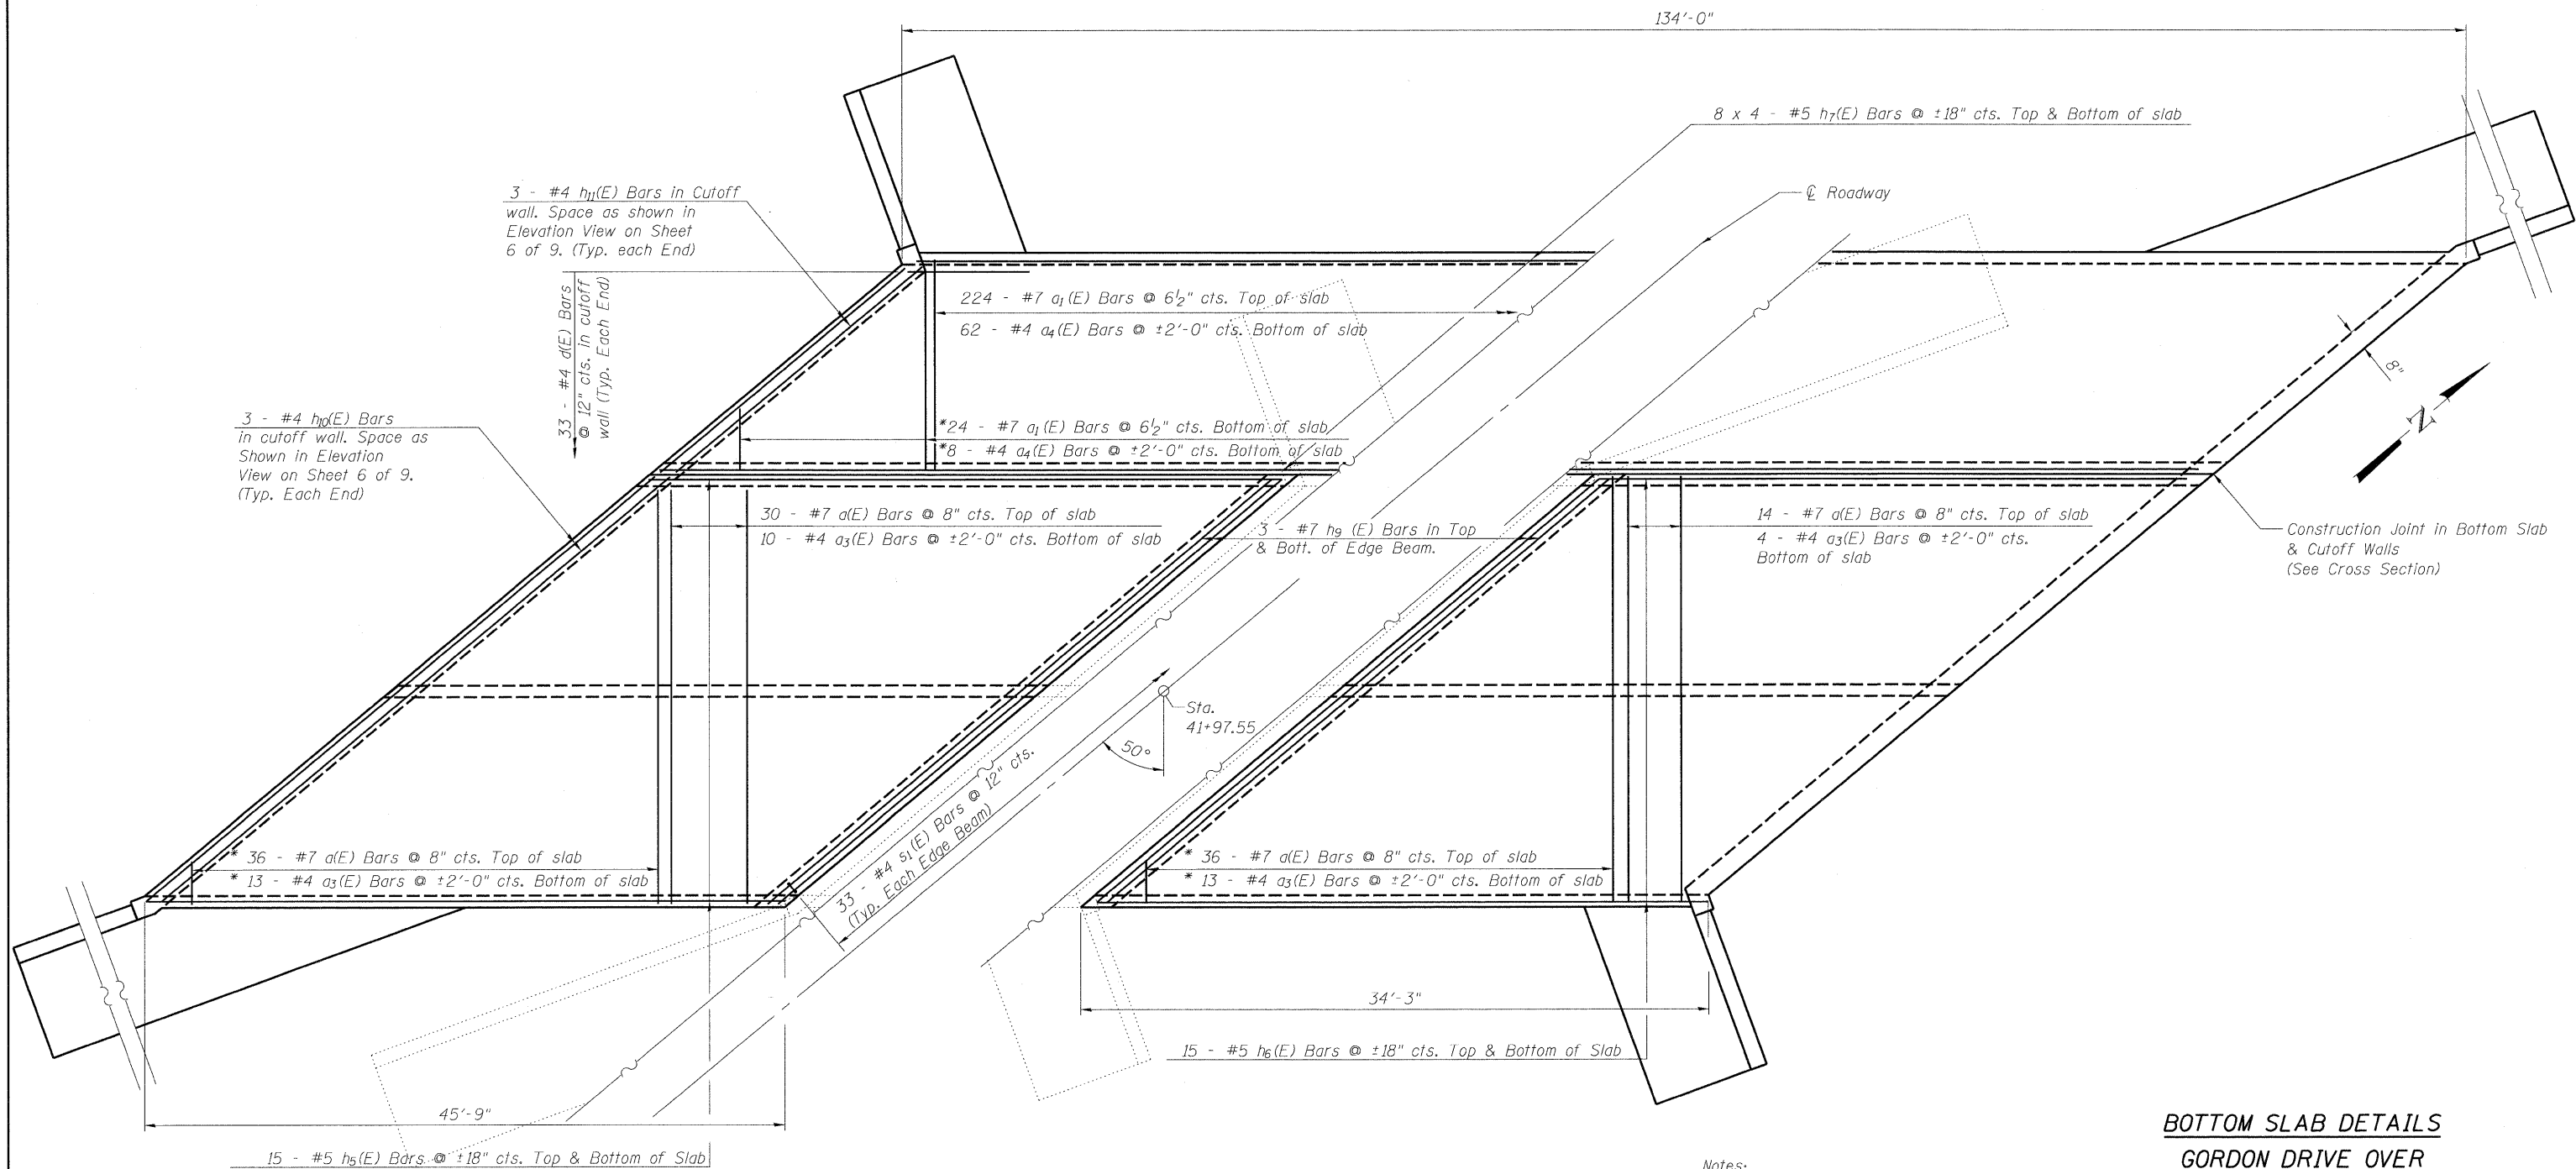 134'-0"
8 x 4 - #5 h7(E) Bars @ ±18" cts. Top & Bottom of slab
3 - #4 h11(E) Bars in Cutoff
wall. Space as shown in
Elevation View on Sheet
6 of 9. (Typ. each End)
℄ Roadway
33 - #4 d(E) Bars
@ 12" cts. in cutoff
wall (Typ. Each End)
224 - #7 a1(E) Bars @ 6½" cts. Top of slab
62 - #4 a4(E) Bars @ ±2'-0" cts. Bottom of slab
8"
N
3 - #4 h10(E) Bars
in cutoff wall. Space as
Shown in Elevation
View on Sheet 6 of 9.
(Typ. Each End)
*24 - #7 a1(E) Bars @ 6½" cts. Bottom of slab
*8 - #4 a4(E) Bars @ ±2'-0" cts. Bottom of slab
30 - #7 a(E) Bars @ 8" cts. Top of slab
10 - #4 a3(E) Bars @ ±2'-0" cts. Bottom of slab
3 - #7 h9 (E) Bars in Top
& Bott. of Edge Beam.
14 - #7 a(E) Bars @ 8" cts. Top of slab
4 - #4 a3(E) Bars @ ±2'-0" cts.
Bottom of slab
Construction Joint in Bottom Slab
& Cutoff Walls
(See Cross Section)
Sta.
41+97.55
50°
33 - #4 s1(E) Bars @ 12" cts.
(Typ. Each Edge Beam)
* 36 - #7 a(E) Bars @ 8" cts. Top of slab
* 13 - #4 a3(E) Bars @ ±2'-0" cts. Bottom of slab
* 36 - #7 a(E) Bars @ 8" cts. Top of slab
* 13 - #4 a3(E) Bars @ ±2'-0" cts. Bottom of slab
34'-3"
15 - #5 h6(E) Bars @ ±18" cts. Top & Bottom of Slab
45'-9"
15 - #5 h5(E) Bars @ ±18" cts. Top & Bottom of Slab
Notes:
BOTTOM SLAB DETAILS
GORDON DRIVE OVER